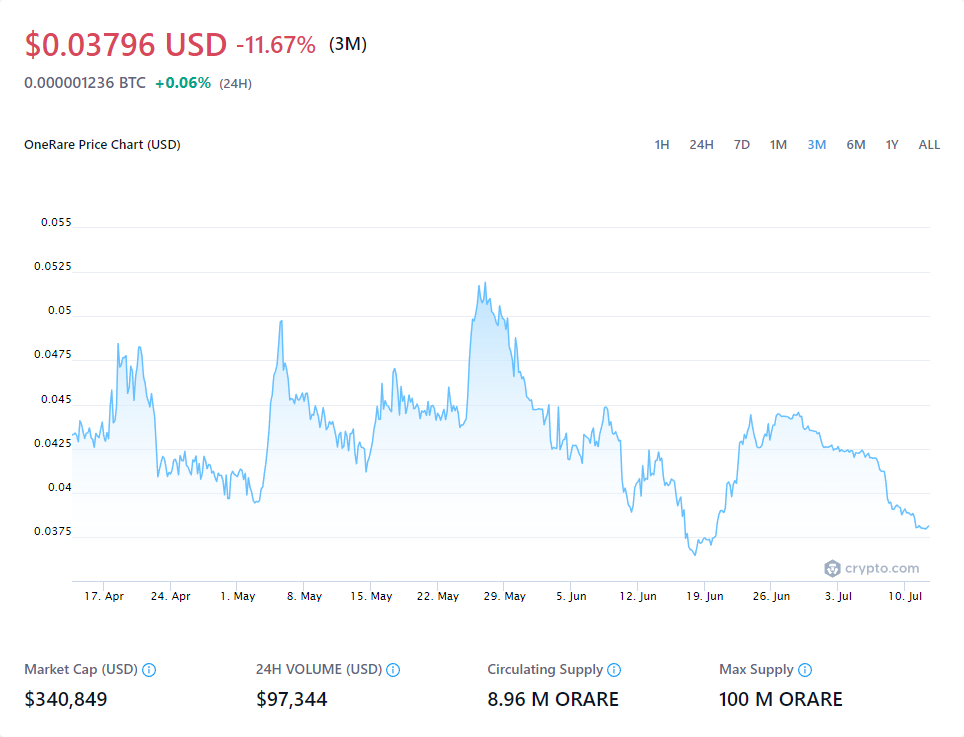 $0.03796 USD -11.67% (3M)
0.000001236 BTC +0.06% (24H)
OneRare Price Chart (USD)
1H 24H 7D 1M 3M 6M 1Y ALL
0.055
0.0525
0.05
0.0475
0.045
0.0425
0.04
0.0375
crypto.com
17. Apr 24. Apr 1. May 8. May 15. May 22. May 29. May 5. Jun 12. Jun 19. Jun 26. Jun 3. Jul 10. Jul
Market Cap (USD) 24H VOLUME (USD) Circulating Supply Max Supply
$340,849 $97,344 8.96 M ORARE 100 M ORARE